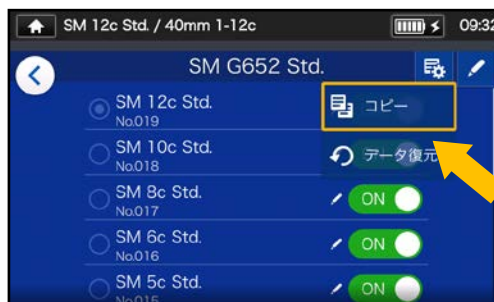 SM 12c Std. / 40mm 1-12c
09:32
SM G652 Std.
SM 12c Std.
No.019
コピー
SM 10c Std.
No.018
データ復元
SM 8c Std.
No.017
ON
SM 6c Std.
No.016
ON
SM 5c Std.
No.015
ON